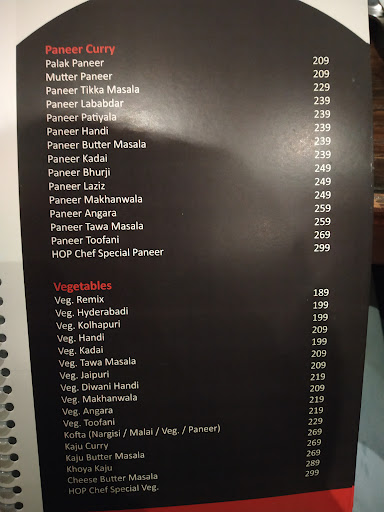 Paneer Curry
Palak Paneer 209
Mutter Paneer 209
Paneer Tikka Masala 229
Paneer Lababdar 239
Paneer Patiyala 239
Paneer Handi 239
Paneer Butter Masala 239
Paneer Kadai 239
Paneer Bhurji 249
Paneer Laziz 249
Paneer Makhanwala 249
Paneer Angara 259
Paneer Tawa Masala 259
Paneer Toofani 269
HOP Chef Special Paneer 299
Vegetables
Veg. Remix 189
Veg. Hyderabadi 199
Veg. Kolhapuri 199
Veg. Handi 209
Veg. Kadai 199
Veg. Tawa Masala 209
Veg. Jaipuri 209
Veg. Diwani Handi 219
Veg. Makhanwala 209
Veg. Angara 219
Veg. Toofani 219
Kofta (Nargisi / Malai / Veg. / Paneer) 229
Kaju Curry 269
Kaju Butter Masala 269
Khoya Kaju 269
Cheese Butter Masala 289
HOP Chef Special Veg. 299